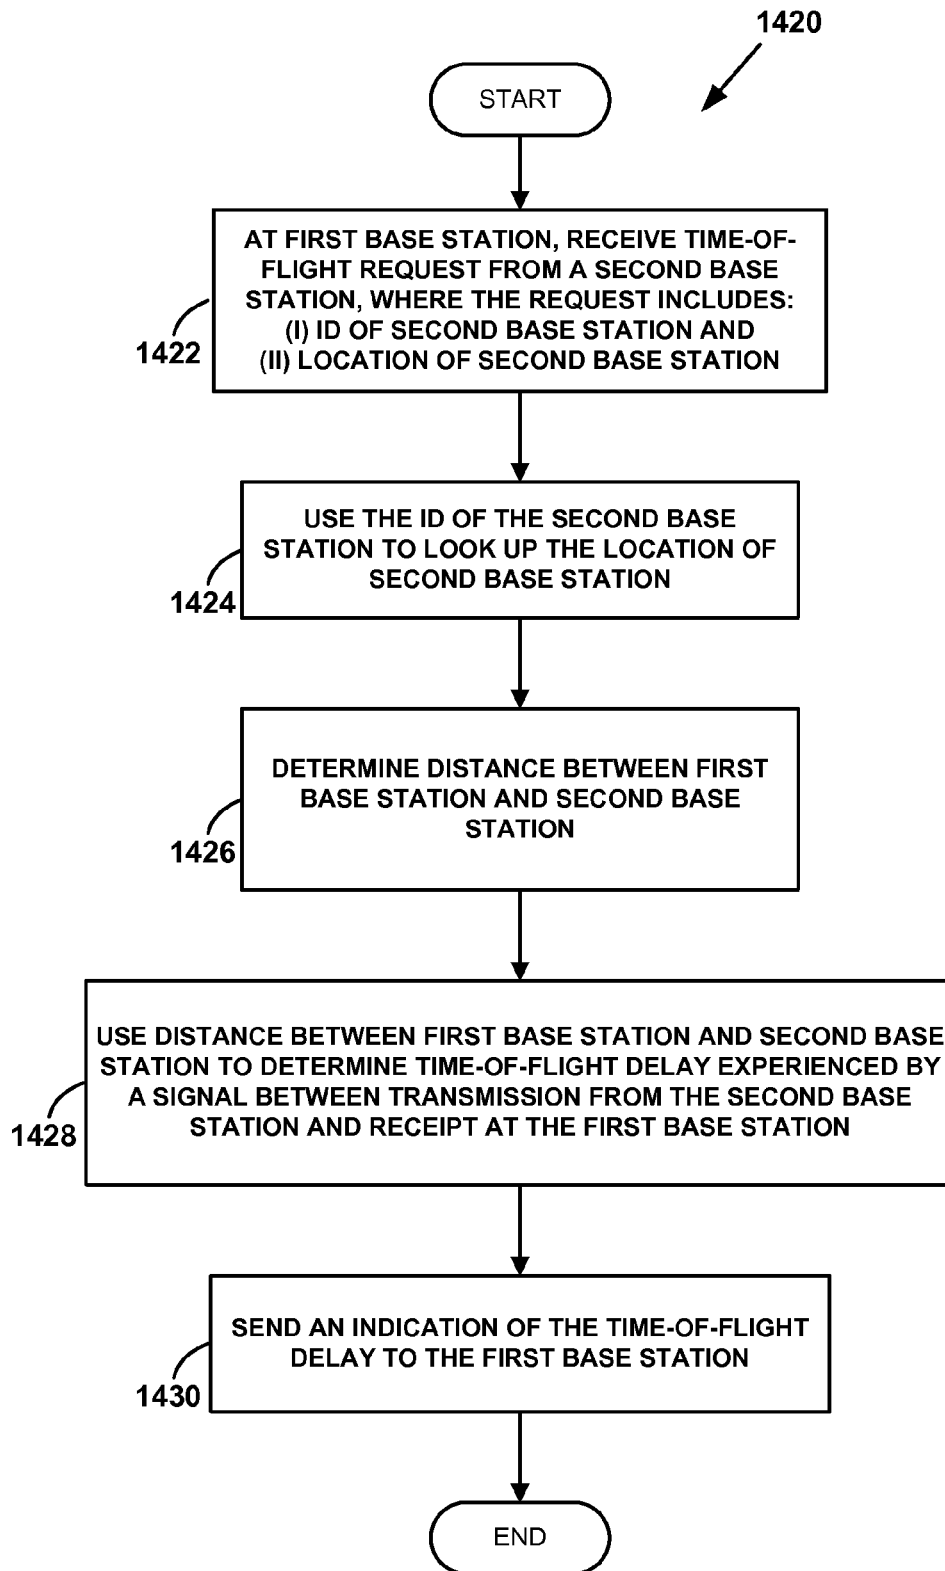 1420
START
AT FIRST BASE STATION, RECEIVE TIME-OF-
FLIGHT REQUEST FROM A SECOND BASE
STATION, WHERE THE REQUEST INCLUDES:
(I) ID OF SECOND BASE STATION AND
(II) LOCATION OF SECOND BASE STATION
1422
USE THE ID OF THE SECOND BASE
STATION TO LOOK UP THE LOCATION OF
SECOND BASE STATION
1424
DETERMINE DISTANCE BETWEEN FIRST
BASE STATION AND SECOND BASE
STATION
1426
USE DISTANCE BETWEEN FIRST BASE STATION AND SECOND BASE
STATION TO DETERMINE TIME-OF-FLIGHT DELAY EXPERIENCED BY
A SIGNAL BETWEEN TRANSMISSION FROM THE SECOND BASE
STATION AND RECEIPT AT THE FIRST BASE STATION
1428
SEND AN INDICATION OF THE TIME-OF-FLIGHT
DELAY TO THE FIRST BASE STATION
1430
END